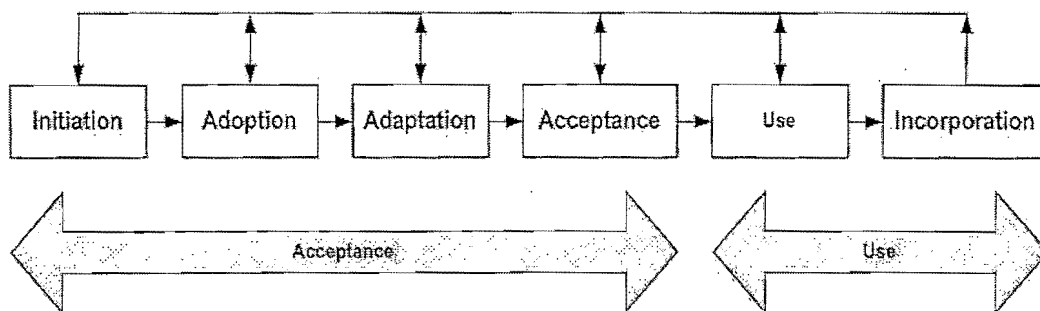 Initiation
Adoption
Adaptation
Acceptance
Use
Incorporation
Acceptance
Use